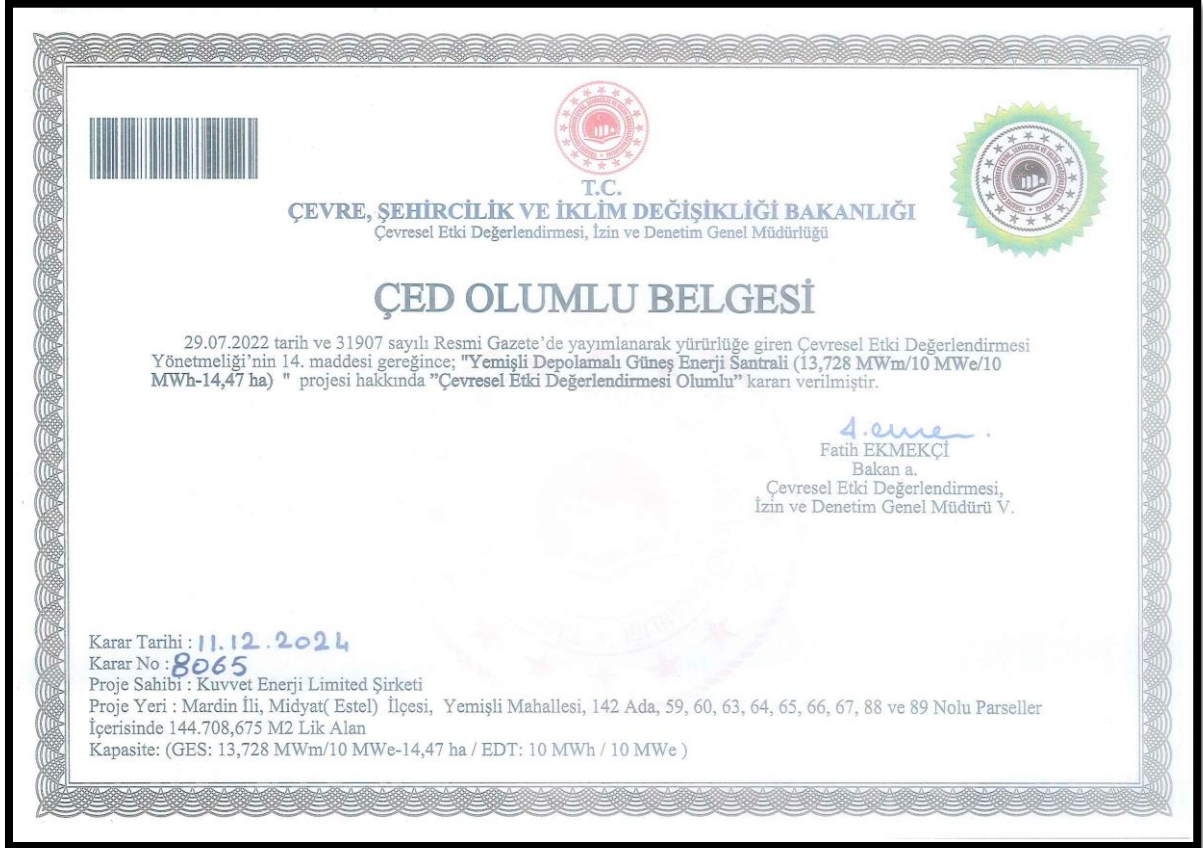 T.C.
ÇEVRE, ŞEHİRCİLİK VE İKLİM DEĞİŞİKLİĞİ BAKANLIĞI
Çevresel Etki Değerlendirmesi, İzin ve Denetim Genel Müdürlüğü
ÇED OLUMLU BELGESİ
29.07.2022 tarih ve 31907 sayılı Resmi Gazete’de yayımlanarak yürürlüğe giren Çevresel Etki Değerlendirmesi
Yönetmeliği’nin 14. maddesi gereğince; "Yemişli Depolamalı Güneş Enerji Santrali (13,728 MWm/10 MWe/10
MWh-14,47 ha) " projesi hakkında ”Çevresel Etki Değerlendirmesi Olumlu” kararı verilmiştir.
Fatih EKMEKÇİ
Bakan a.
Çevresel Etki Değerlendirmesi,
İzin ve Denetim Genel Müdürü V.
Karar Tarihi : 11.12.2024
Karar No : 8065
Proje Sahibi : Kuvvet Enerji Limited Şirketi
Proje Yeri : Mardin İli, Midyat( Estel) İlçesi, Yemişli Mahallesi, 142 Ada, 59, 60, 63, 64, 65, 66, 67, 88 ve 89 Nolu Parseller
İçerisinde 144.708,675 M2 Lik Alan
Kapasite: (GES: 13,728 MWm/10 MWe-14,47 ha / EDT: 10 MWh / 10 MWe )